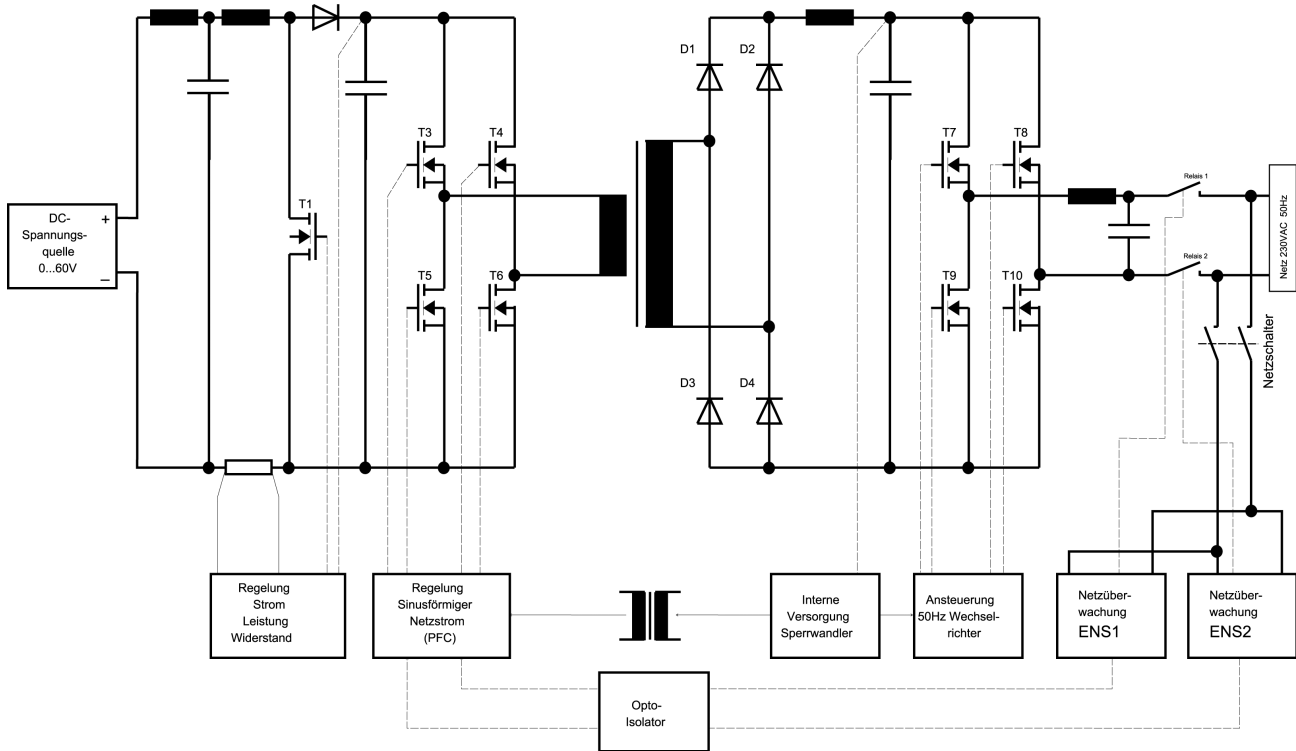 D1
D2
T3
T4
T7
T8
Relais 1
T1
DC-
Spannungs-
quelle
0...60V
+
–
Netz 230VAC 50Hz
Relais 2
T5
T6
T9
T10
Netzschalter
D3
D4
Regelung
Strom
Leistung
Widerstand
Regelung
Sinusförmiger
Netzstrom
(PFC)
Interne
Versorgung
Sperrwandler
Ansteuerung
50Hz Wechsel-
richter
Netzüber-
wachung
ENS1
Netzüber-
wachung
ENS2
Opto-
Isolator